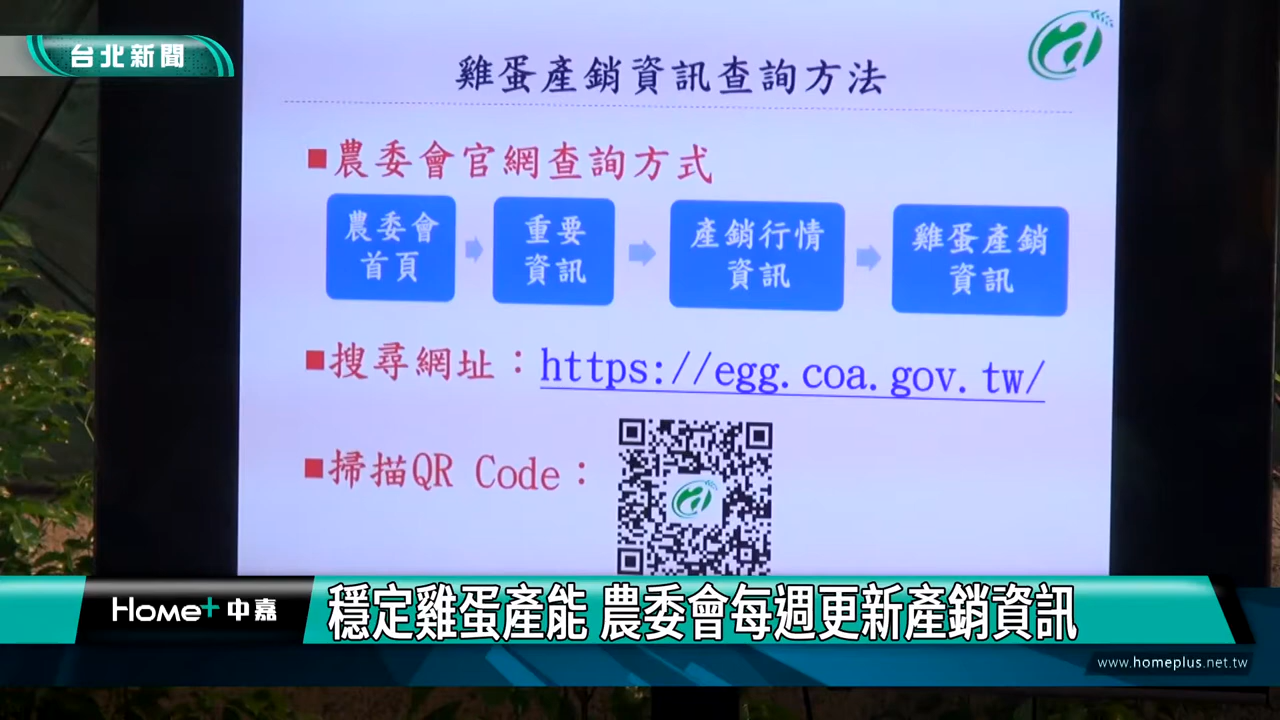 台北新聞
雞蛋產銷資訊查詢方法
■農委會官網查詢方式
農委會
首頁
重要
資訊
產銷行情
資訊
雞蛋產銷
資訊
■搜尋網址：https://egg.coa.gov.tw/
■掃描QR Code：
Home+中嘉
穩定雞蛋產能 農委會每週更新產銷資訊
www.homeplus.net.tw